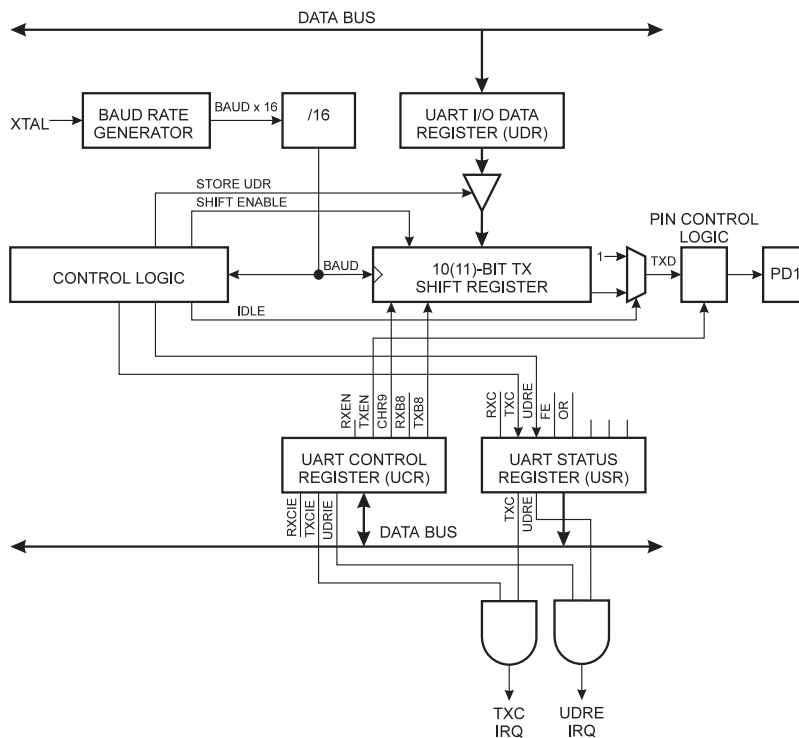 DATA BUS
XTAL
BAUD RATE
GENERATOR
BAUD x 16
/16
UART I/O DATA
REGISTER (UDR)
STORE UDR
SHIFT ENABLE
PIN CONTROL
LOGIC
CONTROL LOGIC
BAUD
10(11)-BIT TX
SHIFT REGISTER
1
TXD
PD1
IDLE
RXEN
TXEN
CHR9
RXB8
TXB8
RXC
TXC
UDRE
FE
OR
UART CONTROL
REGISTER (UCR)
UART STATUS
REGISTER (USR)
RXCIE
TXCIE
UDRIE
TXC
UDRE
DATA BUS
TXC
IRQ
UDRE
IRQ